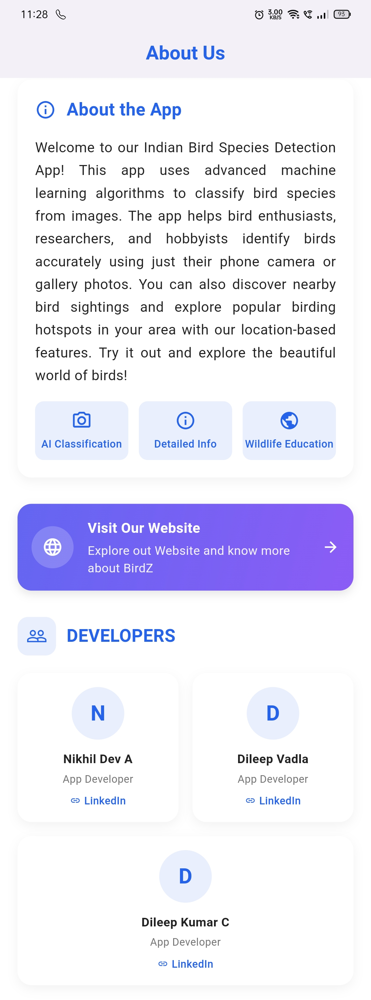 11:28
3.00
KB/S
93
About Us
About the App
Welcome to our Indian Bird Species Detection
App! This app uses advanced machine
learning algorithms to classify bird species
from images. The app helps bird enthusiasts,
researchers, and hobbyists identify birds
accurately using just their phone camera or
gallery photos. You can also discover nearby
bird sightings and explore popular birding
hotspots in your area with our location-based
features. Try it out and explore the beautiful
world of birds!
AI Classification
Detailed Info
Wildlife Education
Visit Our Website
Explore out Website and know more
about BirdZ
DEVELOPERS
N
Nikhil Dev A
App Developer
LinkedIn
D
Dileep Vadla
App Developer
LinkedIn
D
Dileep Kumar C
App Developer
LinkedIn